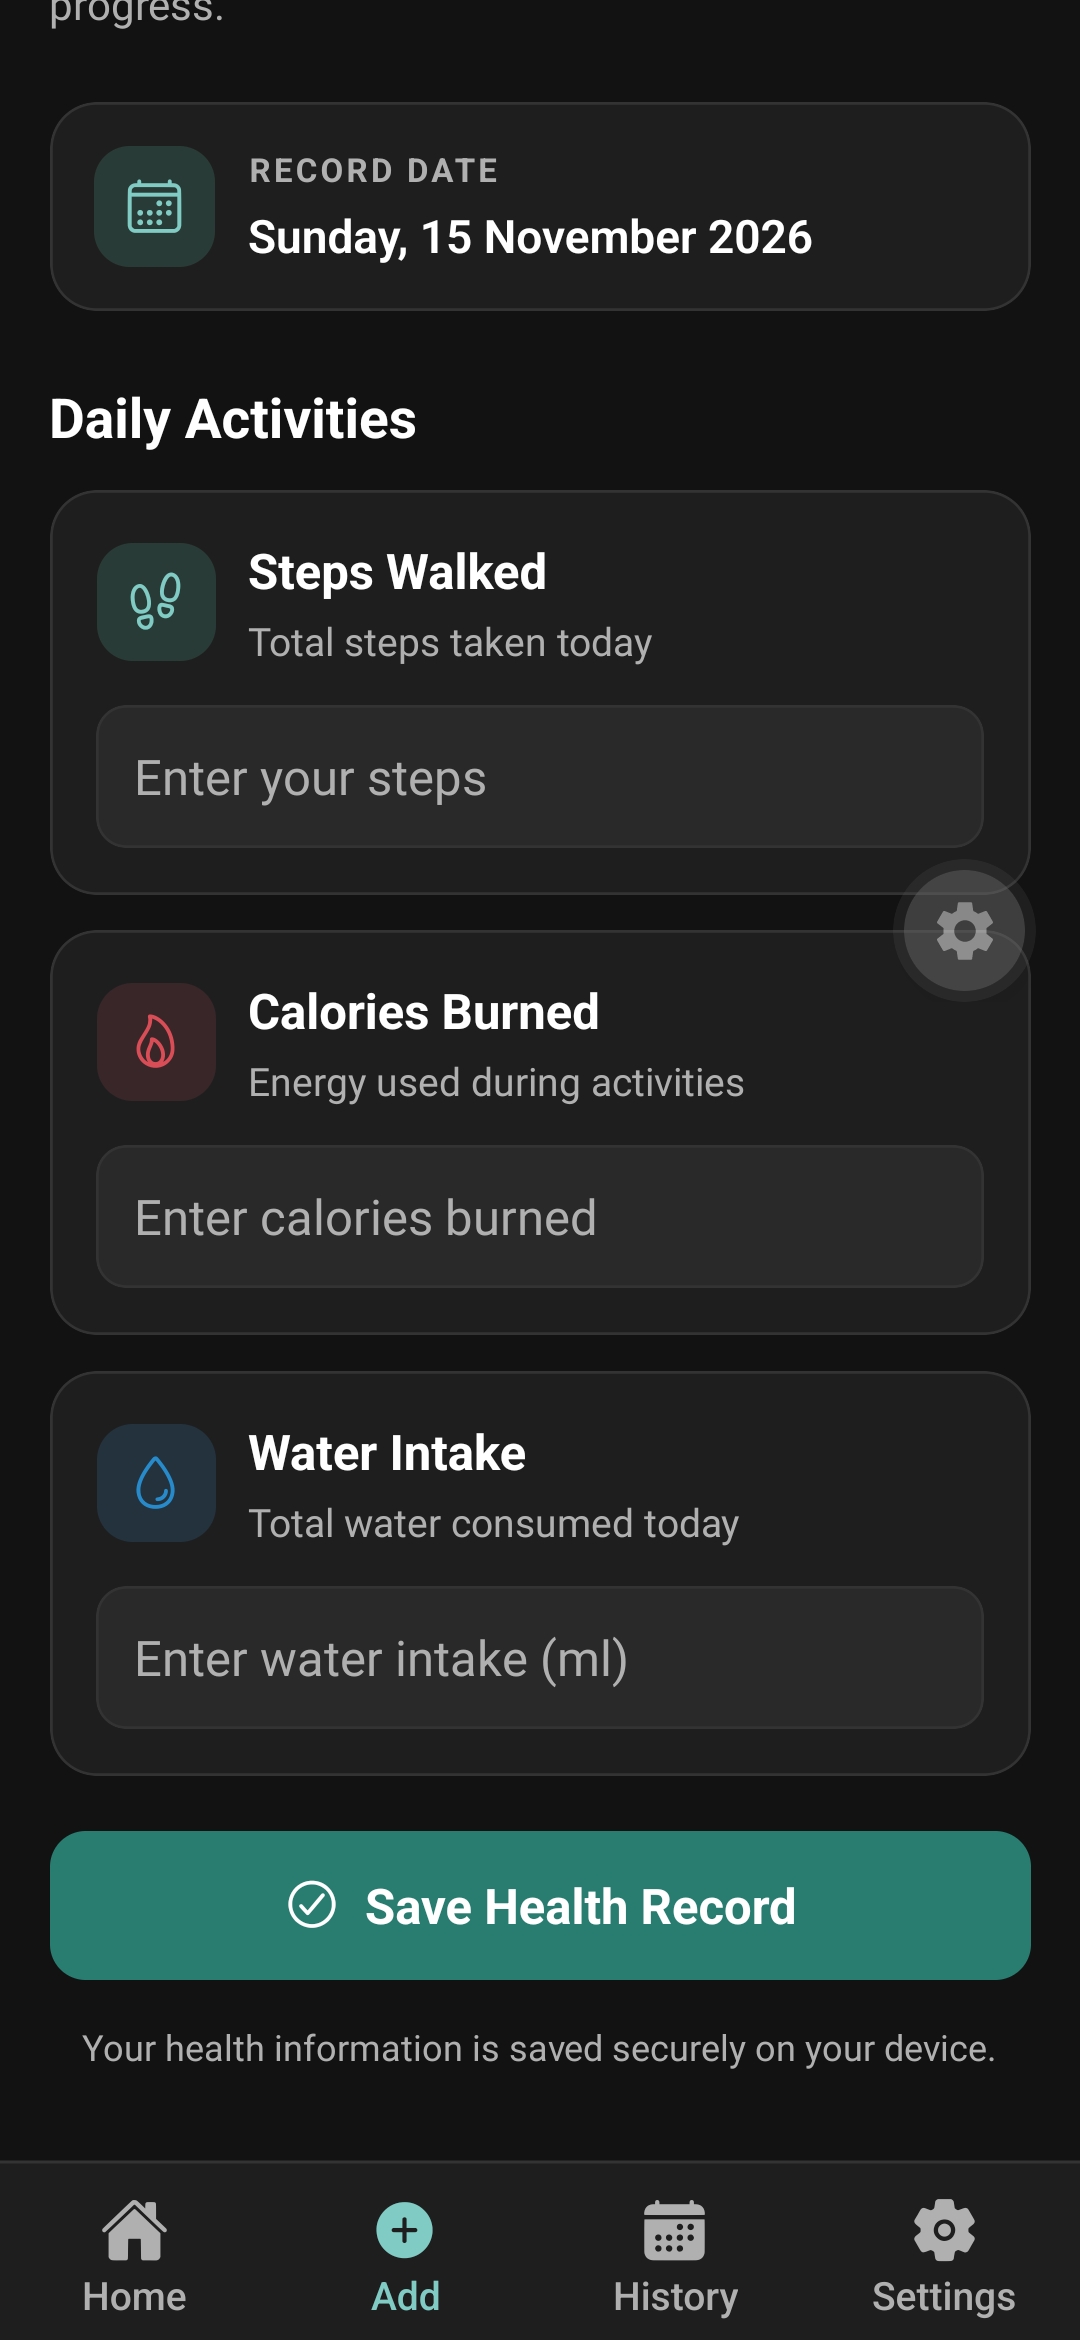 progress.
RECORD DATE
Sunday, 15 November 2026
Daily Activities
Steps Walked
Total steps taken today
Enter your steps
Calories Burned
Energy used during activities
Enter calories burned
Water Intake
Total water consumed today
Enter water intake (ml)
Save Health Record
Your health information is saved securely on your device.
Home
Add
History
Settings